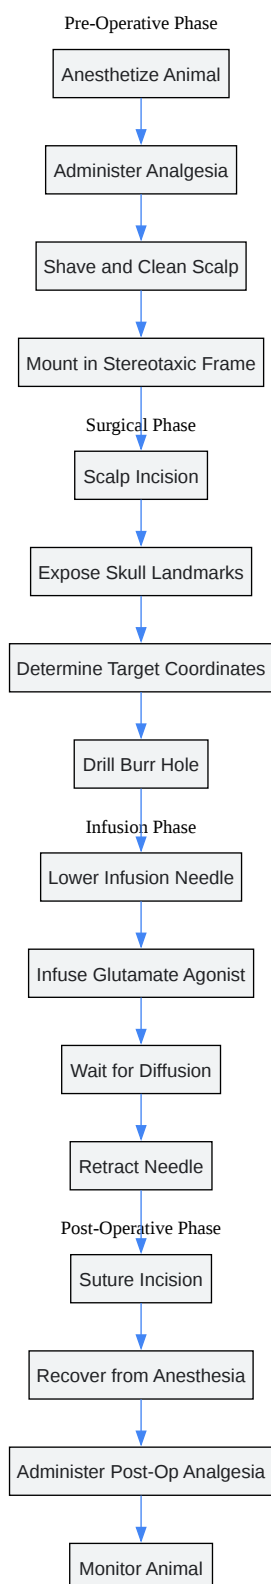 Pre-Operative Phase
Anesthetize Animal
Administer Analgesia
Shave and Clean Scalp
Mount in Stereotaxic Frame
Surgical Phase
Scalp Incision
Expose Skull Landmarks
Determine Target Coordinates
Drill Burr Hole
Infusion Phase
Lower Infusion Needle
Infuse Glutamate Agonist
Wait for Diffusion
Retract Needle
Post-Operative Phase
Suture Incision
Recover from Anesthesia
Administer Post-Op Analgesia
Monitor Animal